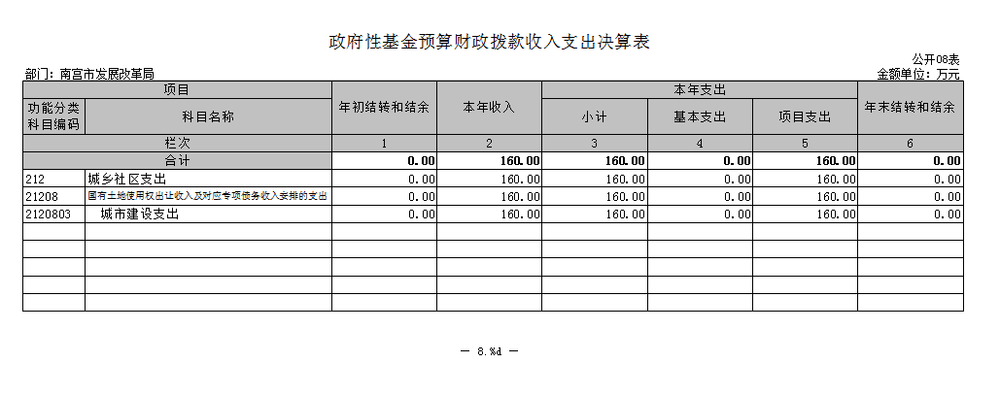 政府性基金预算财政拨款收入支出决算表
公开08表
部门：南宫市发展改革局 金额单位：万元
项目 年初结转和结余 本年收入 本年支出 年末结转和结余
功能分类科目编码 科目名称 小计 基本支出 项目支出
栏次 1 2 3 4 5 6
合计 0.00 160.00 160.00 0.00 160.00 0.00
212 城乡社区支出 0.00 160.00 160.00 0.00 160.00 0.00
21208 国有土地使用权出让收入及对应专项债务收入安排的支出 0.00 160.00 160.00 0.00 160.00 0.00
2120803 城市建设支出 0.00 160.00 160.00 0.00 160.00 0.00
— 8.%d —